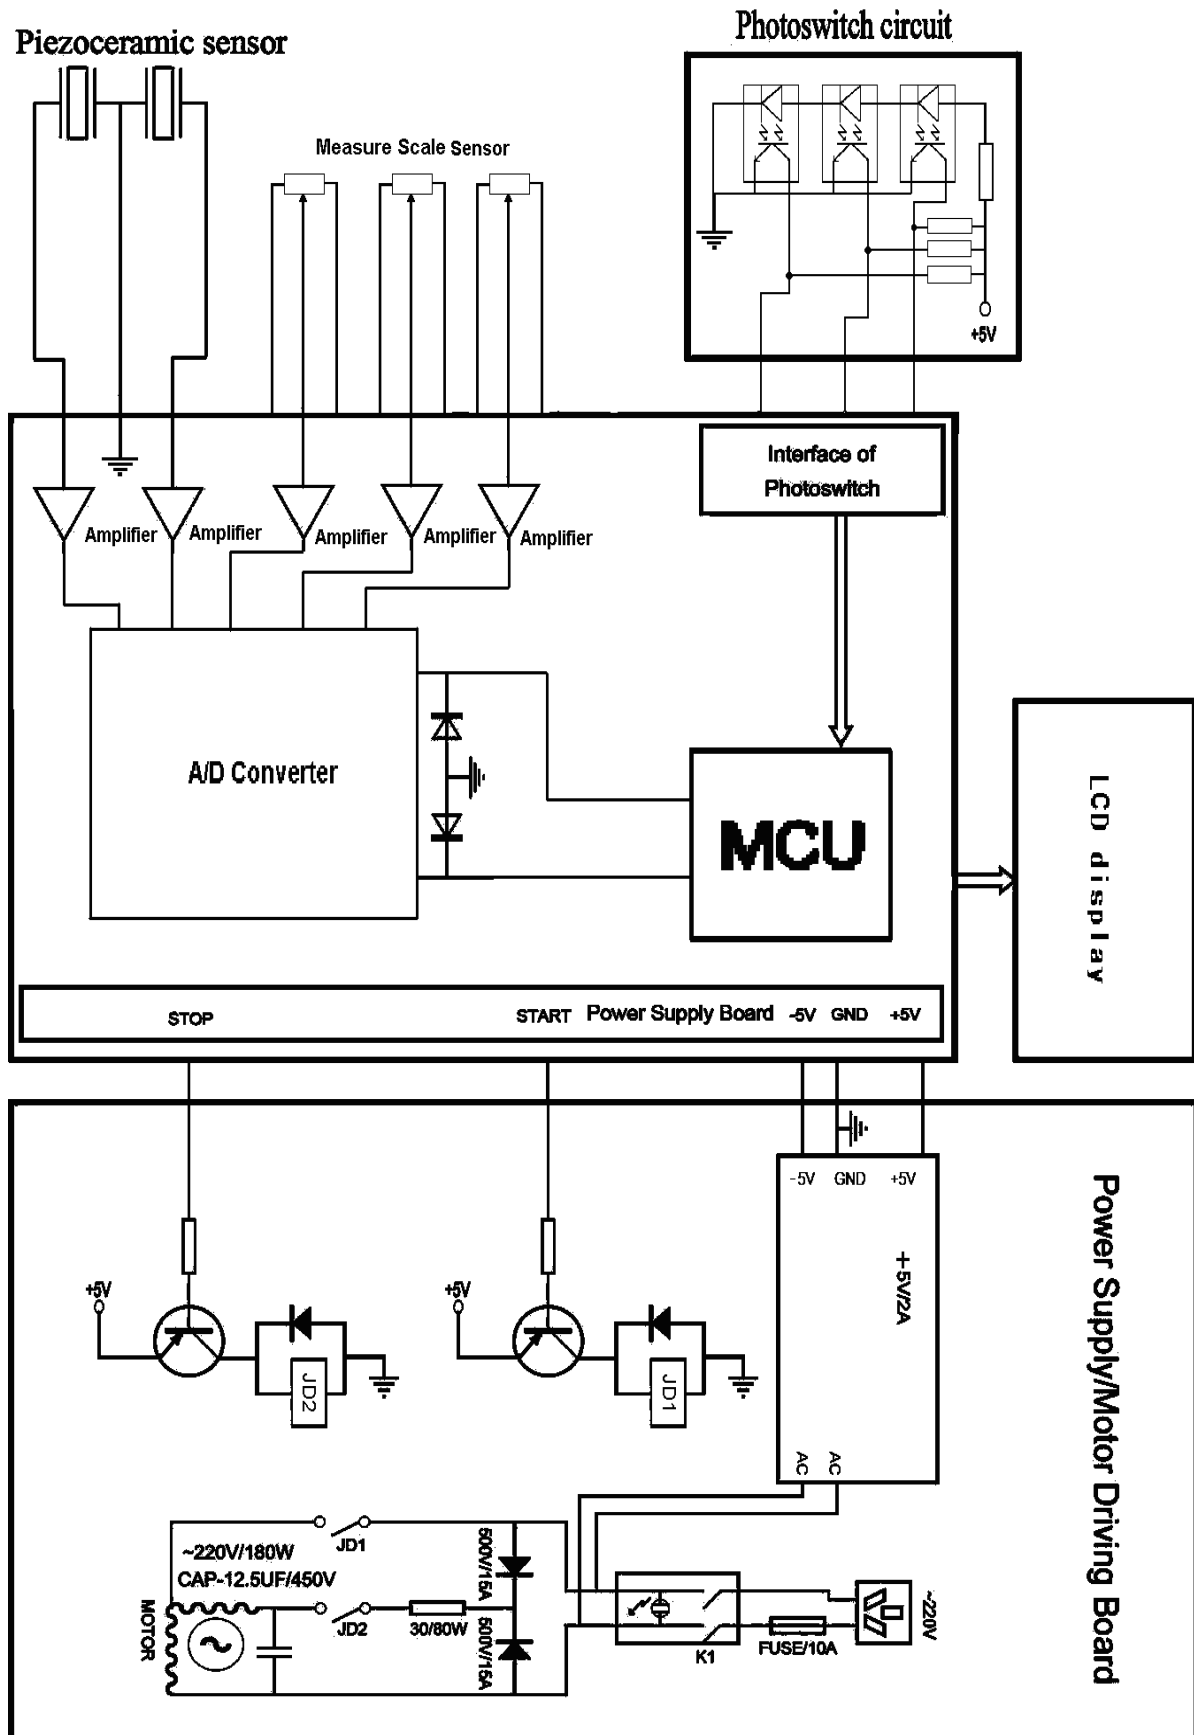 Photoswitch circuit
Piezoceramic sensor
Measure Scale Sensor
+5V
Interface of
Photoswitch
Amplifier
Amplifier
Amplifier
Amplifier
Amplifier
A/D Converter
MCU
LCD display
STOP
START
Power Supply Board
-5V
GND
+5V
Power Supply/Motor Driving Board
-5V
GND
+5V
+-5V/2A
+5V
JD2
+5V
JD1
AC
AC
~220V/180W
CAP-12.5UF/450V
JD1
500V/15A
MOTOR
JD2
30/80W
500V/15A
K1
FUSE/10A
~220V